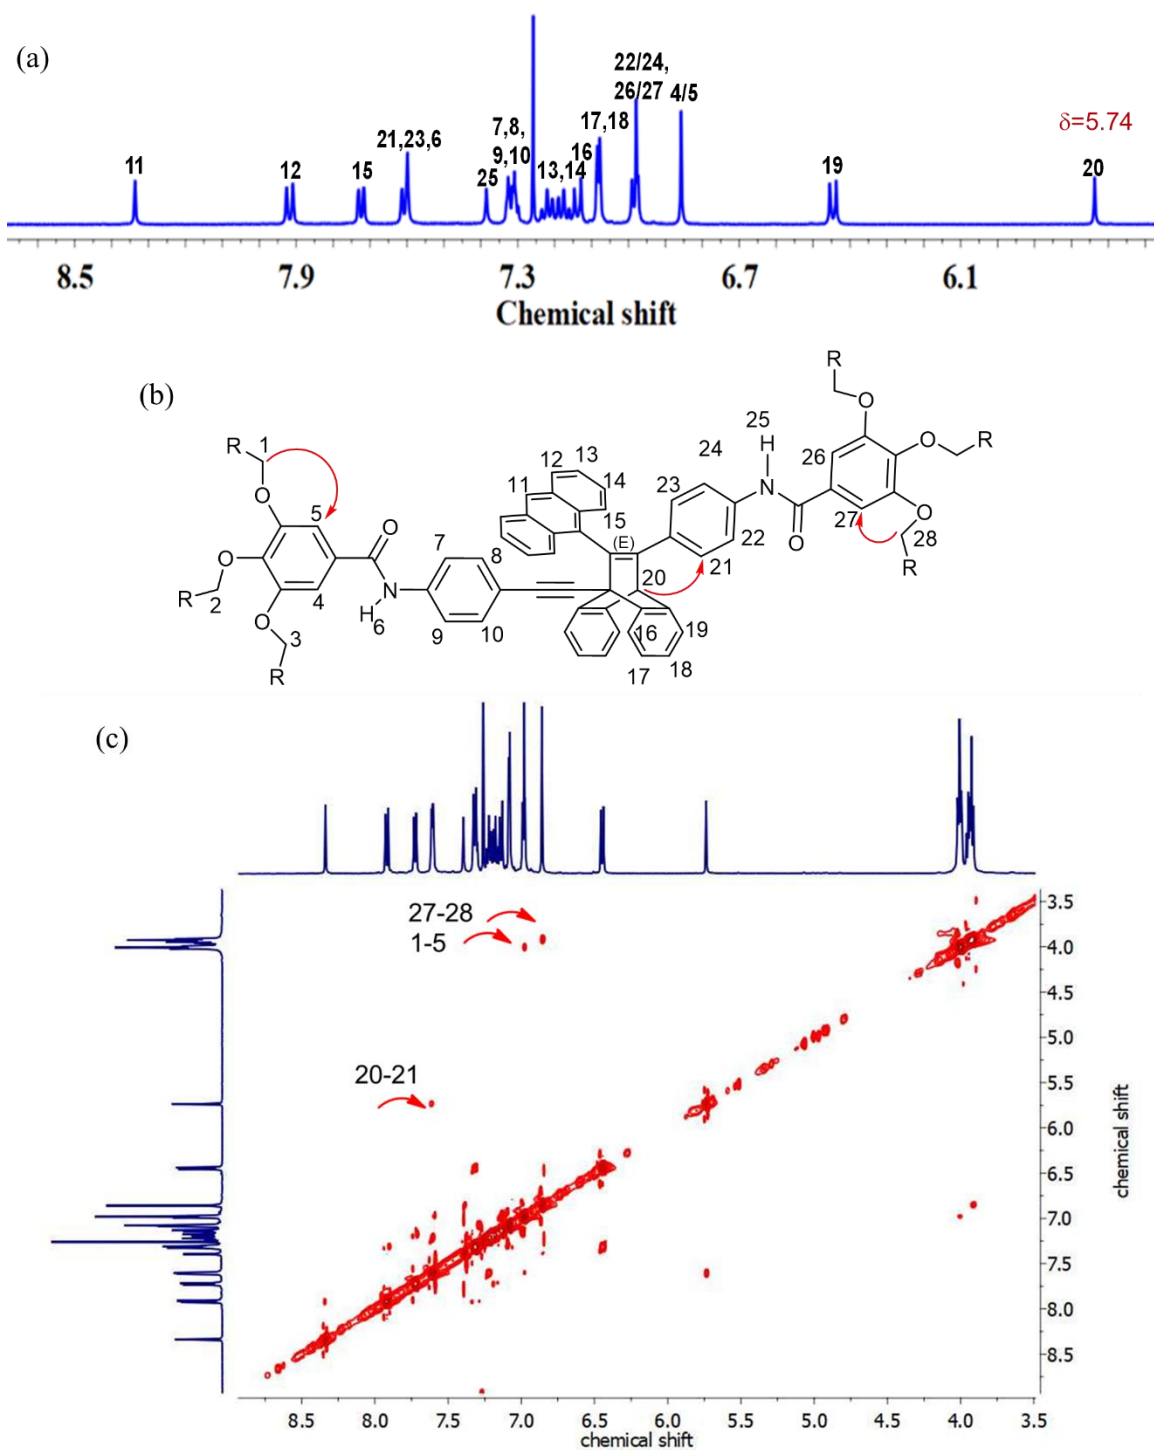 (a)
11
12
15
21,23,6
25
7,8,
9,10
13,14
16
17,18
22/24,
26/27
4/5
19
δ=5.74
20
8.5 7.9 7.3 6.7 6.1
Chemical shift
(b)
R
O
R
25
H
24
N
26
O
R
O
27
28
R
O
22
23
21
(E)
20
12
13
11
14
15
R
1
O
5
O
R
O
2
4
O
3
R
N
H
6
7
8
9
10
16
19
17
18
(c)
27-28
1-5
20-21
3.5
4.0
4.5
5.0
5.5
6.0
6.5
7.0
7.5
8.0
8.5
chemical shift
8.5 8.0 7.5 7.0 6.5 6.0 5.5 5.0 4.5 4.0 3.5
chemical shift